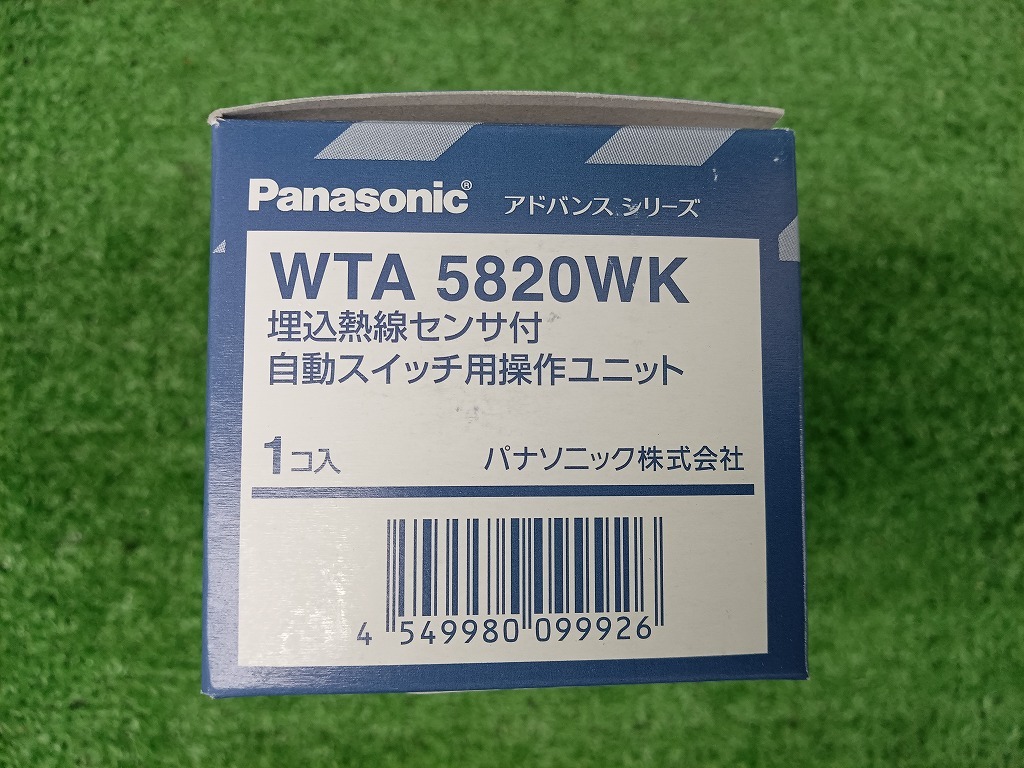 Panasonic® アドバンス シリーズ
WTA 5820WK
埋込熱線センサ付
自動スイッチ用操作ユニット
1コ入 パナソニック株式会社
4 549980 099926